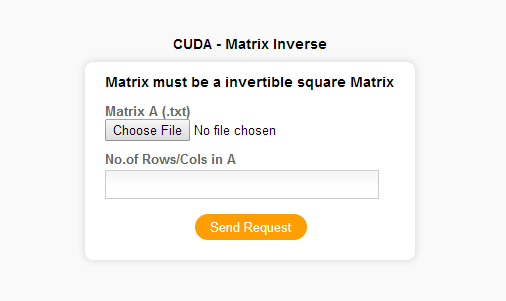 CUDA - Matrix Inverse
Matrix must be a invertible square Matrix
Matrix A (.txt)
Choose File No file chosen
No.of Rows/Cols in A
Send Request